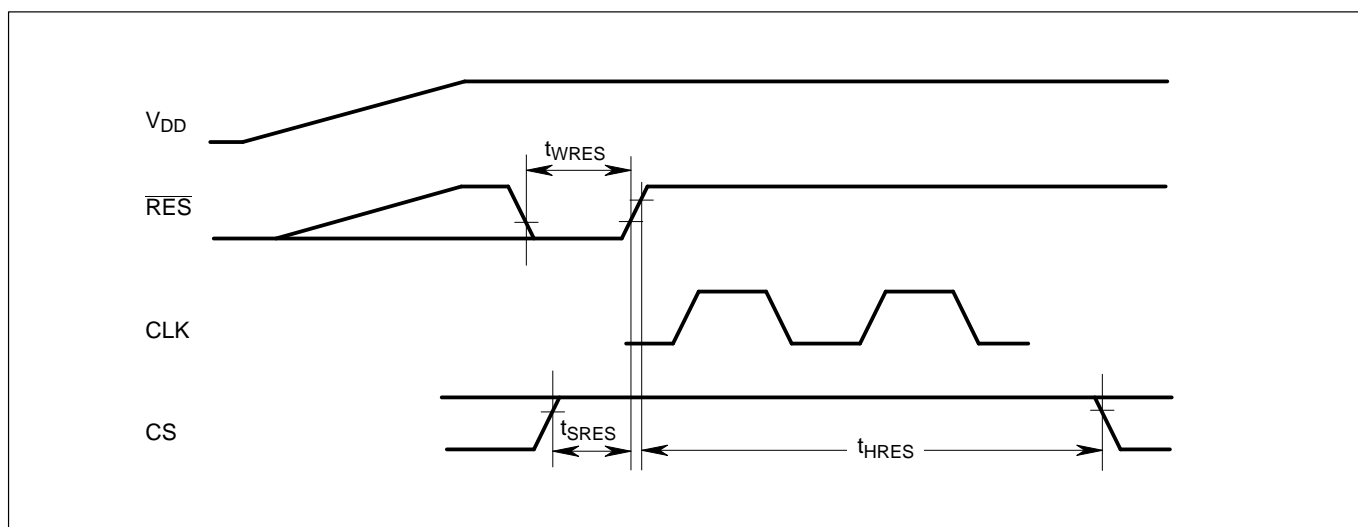 VDD
tWRES
RES
CLK
CS
tSRES
tHRES